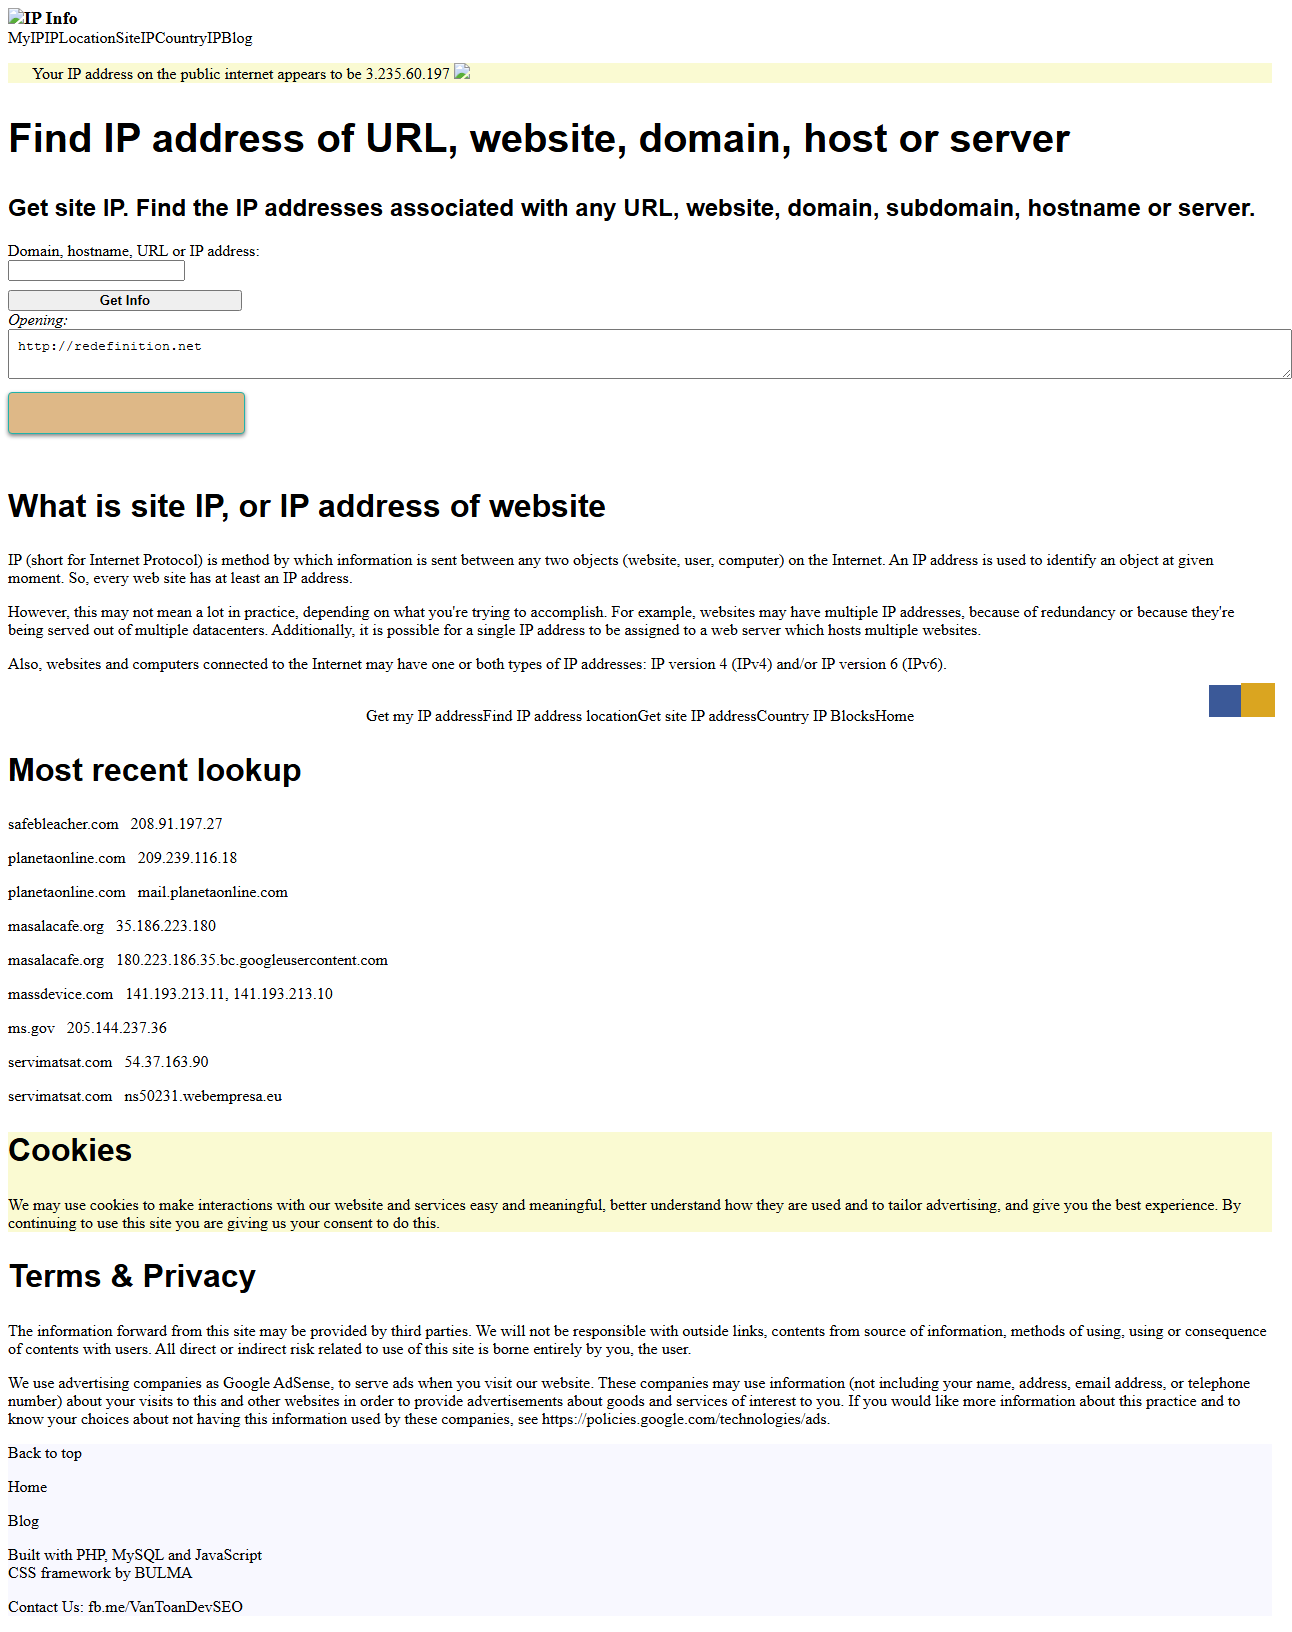 IP Info
MyIPIPLocationSiteIPCountryIPBlog
Your IP address on the public internet appears to be 3.235.60.197
Find IP address of URL, website, domain, host or server
Get site IP. Find the IP addresses associated with any URL, website, domain, subdomain, hostname or server.
Domain, hostname, URL or IP address:
Get Info
Opening:
http://redefinition.net
What is site IP, or IP address of website
IP (short for Internet Protocol) is method by which information is sent between any two objects (website, user, computer) on the Internet. An IP address is used to identify an object at given
moment. So, every web site has at least an IP address.
However, this may not mean a lot in practice, depending on what you're trying to accomplish. For example, websites may have multiple IP addresses, because of redundancy or because they're
being served out of multiple datacenters. Additionally, it is possible for a single IP address to be assigned to a web server which hosts multiple websites.
Also, websites and computers connected to the Internet may have one or both types of IP addresses: IP version 4 (IPv4) and/or IP version 6 (IPv6).
Get my IP addressFind IP address locationGet site IP addressCountry IP BlocksHome
Most recent lookup
safebleacher.com   208.91.197.27
planetaonline.com   209.239.116.18
planetaonline.com   mail.planetaonline.com
masalacafe.org   35.186.223.180
masalacafe.org   180.223.186.35.bc.googleusercontent.com
massdevice.com   141.193.213.11, 141.193.213.10
ms.gov   205.144.237.36
servimatsat.com   54.37.163.90
servimatsat.com   ns50231.webempresa.eu
Cookies
We may use cookies to make interactions with our website and services easy and meaningful, better understand how they are used and to tailor advertising, and give you the best experience. By
continuing to use this site you are giving us your consent to do this.
Terms & Privacy
The information forward from this site may be provided by third parties. We will not be responsible with outside links, contents from source of information, methods of using, using or consequence
of contents with users. All direct or indirect risk related to use of this site is borne entirely by you, the user.
We use advertising companies as Google AdSense, to serve ads when you visit our website. These companies may use information (not including your name, address, email address, or telephone
number) about your visits to this and other websites in order to provide advertisements about goods and services of interest to you. If you would like more information about this practice and to
know your choices about not having this information used by these companies, see https://policies.google.com/technologies/ads.
Back to top
Home
Blog
Built with PHP, MySQL and JavaScript
CSS framework by BULMA
Contact Us: fb.me/VanToanDevSEO